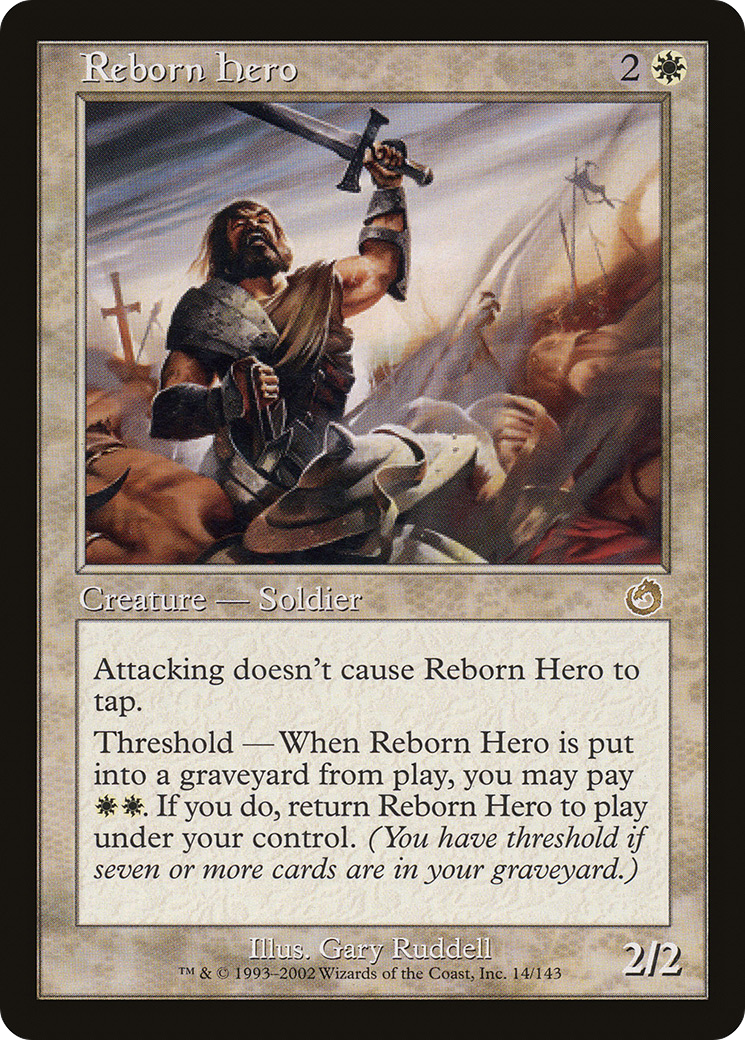 Reborn Hero 2
Creature — Soldier
Attacking doesn't cause Reborn Hero to
tap.
Threshold — When Reborn Hero is put
into a graveyard from play, you may pay
. If you do, return Reborn Hero to play
under your control. (You have threshold if
seven or more cards are in your graveyard.)
Illus. Gary Ruddell
™ & © 1993–2002 Wizards of the Coast, Inc. 14/143
2/2